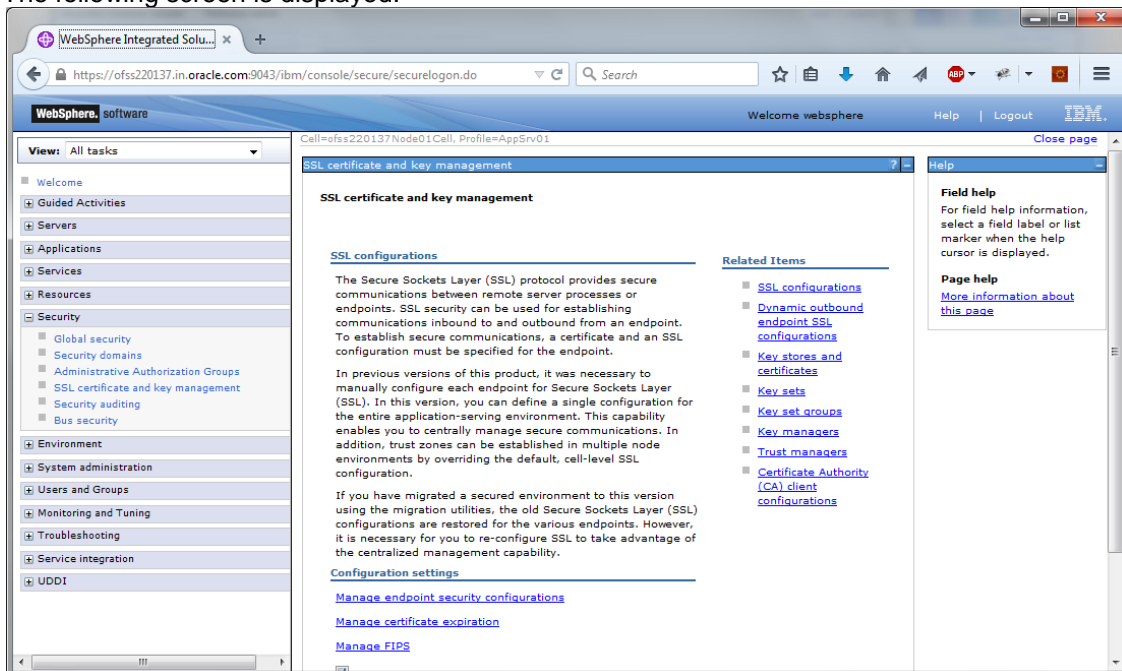 The following screen is displayed:
WebSphere Integrated Solu... × +
https://ofss220137.in.oracle.com:9043/ibm/console/secure/securelogon.do
Search
ABP
WebSphere. software
Welcome websphere
Help | Logout
IBM.
View: All tasks
Welcome
Guided Activities
Servers
Applications
Services
Resources
Security
Global security
Security domains
Administrative Authorization Groups
SSL certificate and key management
Security auditing
Bus security
Environment
System administration
Users and Groups
Monitoring and Tuning
Troubleshooting
Service integration
UDDI
Cell=ofss220137Node01Cell, Profile=AppSrv01
Close page
SSL certificate and key management
? –
SSL certificate and key management
SSL configurations
The Secure Sockets Layer (SSL) protocol provides secure
communications between remote server processes or
endpoints. SSL security can be used for establishing
communications inbound to and outbound from an endpoint.
To establish secure communications, a certificate and an SSL
configuration must be specified for the endpoint.
In previous versions of this product, it was necessary to
manually configure each endpoint for Secure Sockets Layer
(SSL). In this version, you can define a single configuration for
the entire application-serving environment. This capability
enables you to centrally manage secure communications. In
addition, trust zones can be established in multiple node
environments by overriding the default, cell-level SSL
configuration.
If you have migrated a secured environment to this version
using the migration utilities, the old Secure Sockets Layer (SSL)
configurations are restored for the various endpoints. However,
it is necessary for you to re-configure SSL to take advantage of
the centralized management capability.
Configuration settings
Manage endpoint security configurations
Manage certificate expiration
Manage FIPS
Related Items
SSL configurations
Dynamic outbound
endpoint SSL
configurations
Key stores and
certificates
Key sets
Key set groups
Key managers
Trust managers
Certificate Authority
(CA) client
configurations
Help
–
Field help
For field help information,
select a field label or list
marker when the help
cursor is displayed.
Page help
More information about
this page